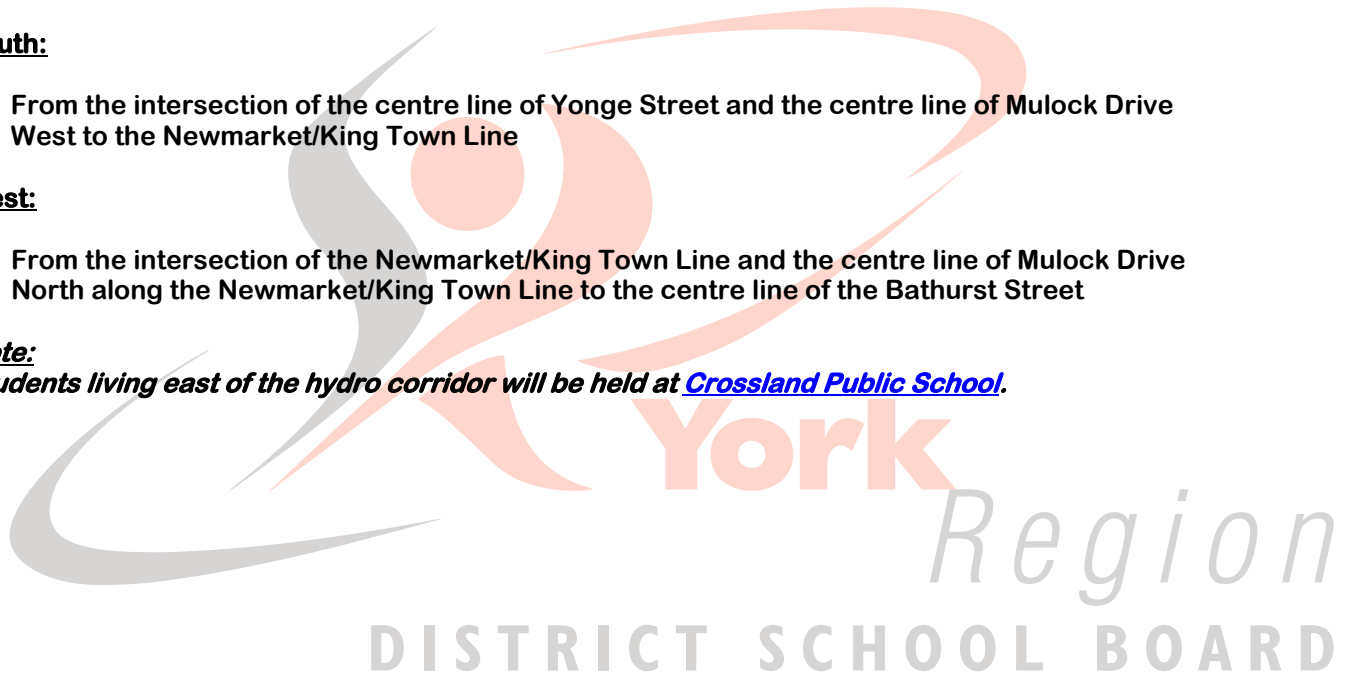 uth:
From the intersection of the centre line of Yonge Street and the centre line of Mulock Drive
West to the Newmarket/King Town Line
est:
From the intersection of the Newmarket/King Town Line and the centre line of Mulock Drive
North along the Newmarket/King Town Line to the centre line of the Bathurst Street
ote:
udents living east of the hydro corridor will be held at Crossland Public School.
York
Region
DISTRICT SCHOOL BOARD